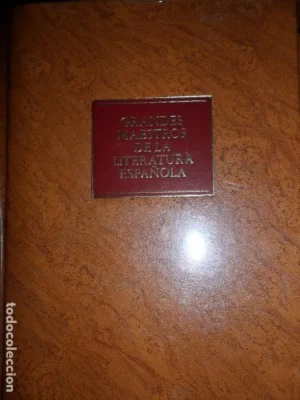 GRANDES
MAESTROS
DE LA
LITERATURA
ESPAÑOLA
todocoleccion